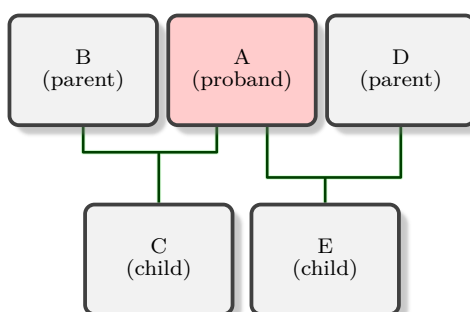 B
(parent)
A
(proband)
D
(parent)
C
(child)
E
(child)